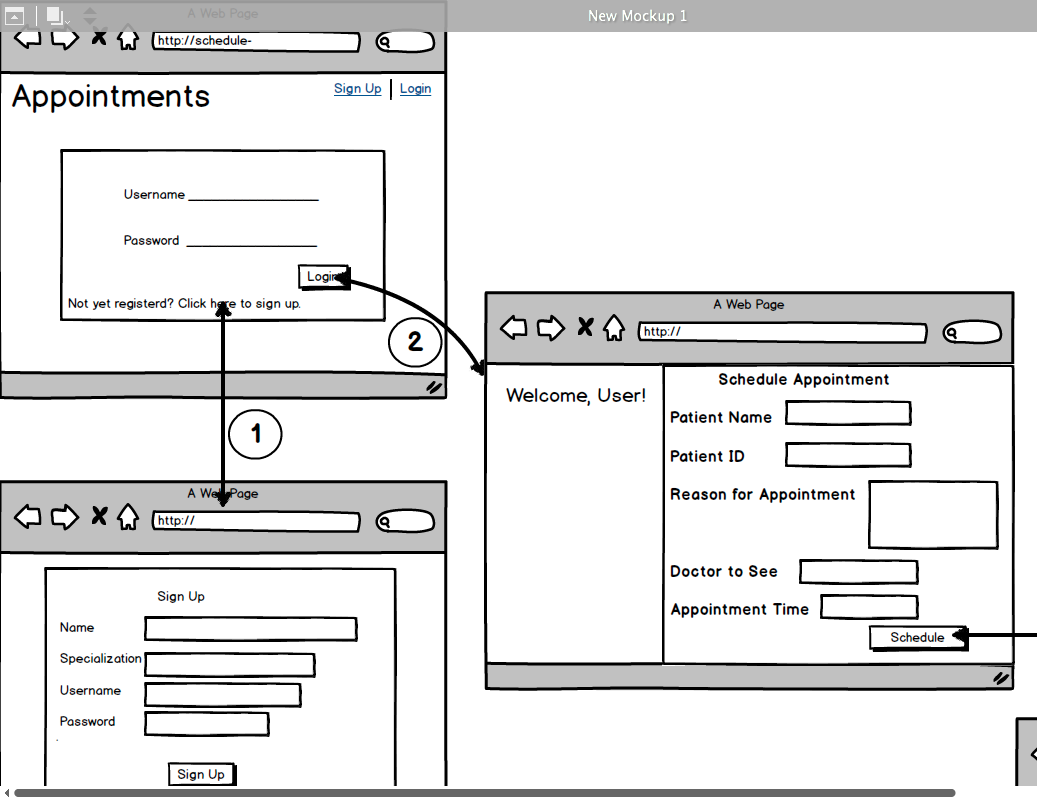 A Web Page
New Mockup 1
http://schedule-
Appointments
Sign Up
Login
Username
Password
Login
Not yet registerd? Click here to sign up.
2
1
A Web Page
http://
Sign Up
Name
Specialization
Username
Password
Sign Up
A Web Page
http://
Welcome, User!
Schedule Appointment
Patient Name
Patient ID
Reason for Appointment
Doctor to See
Appointment Time
Schedule